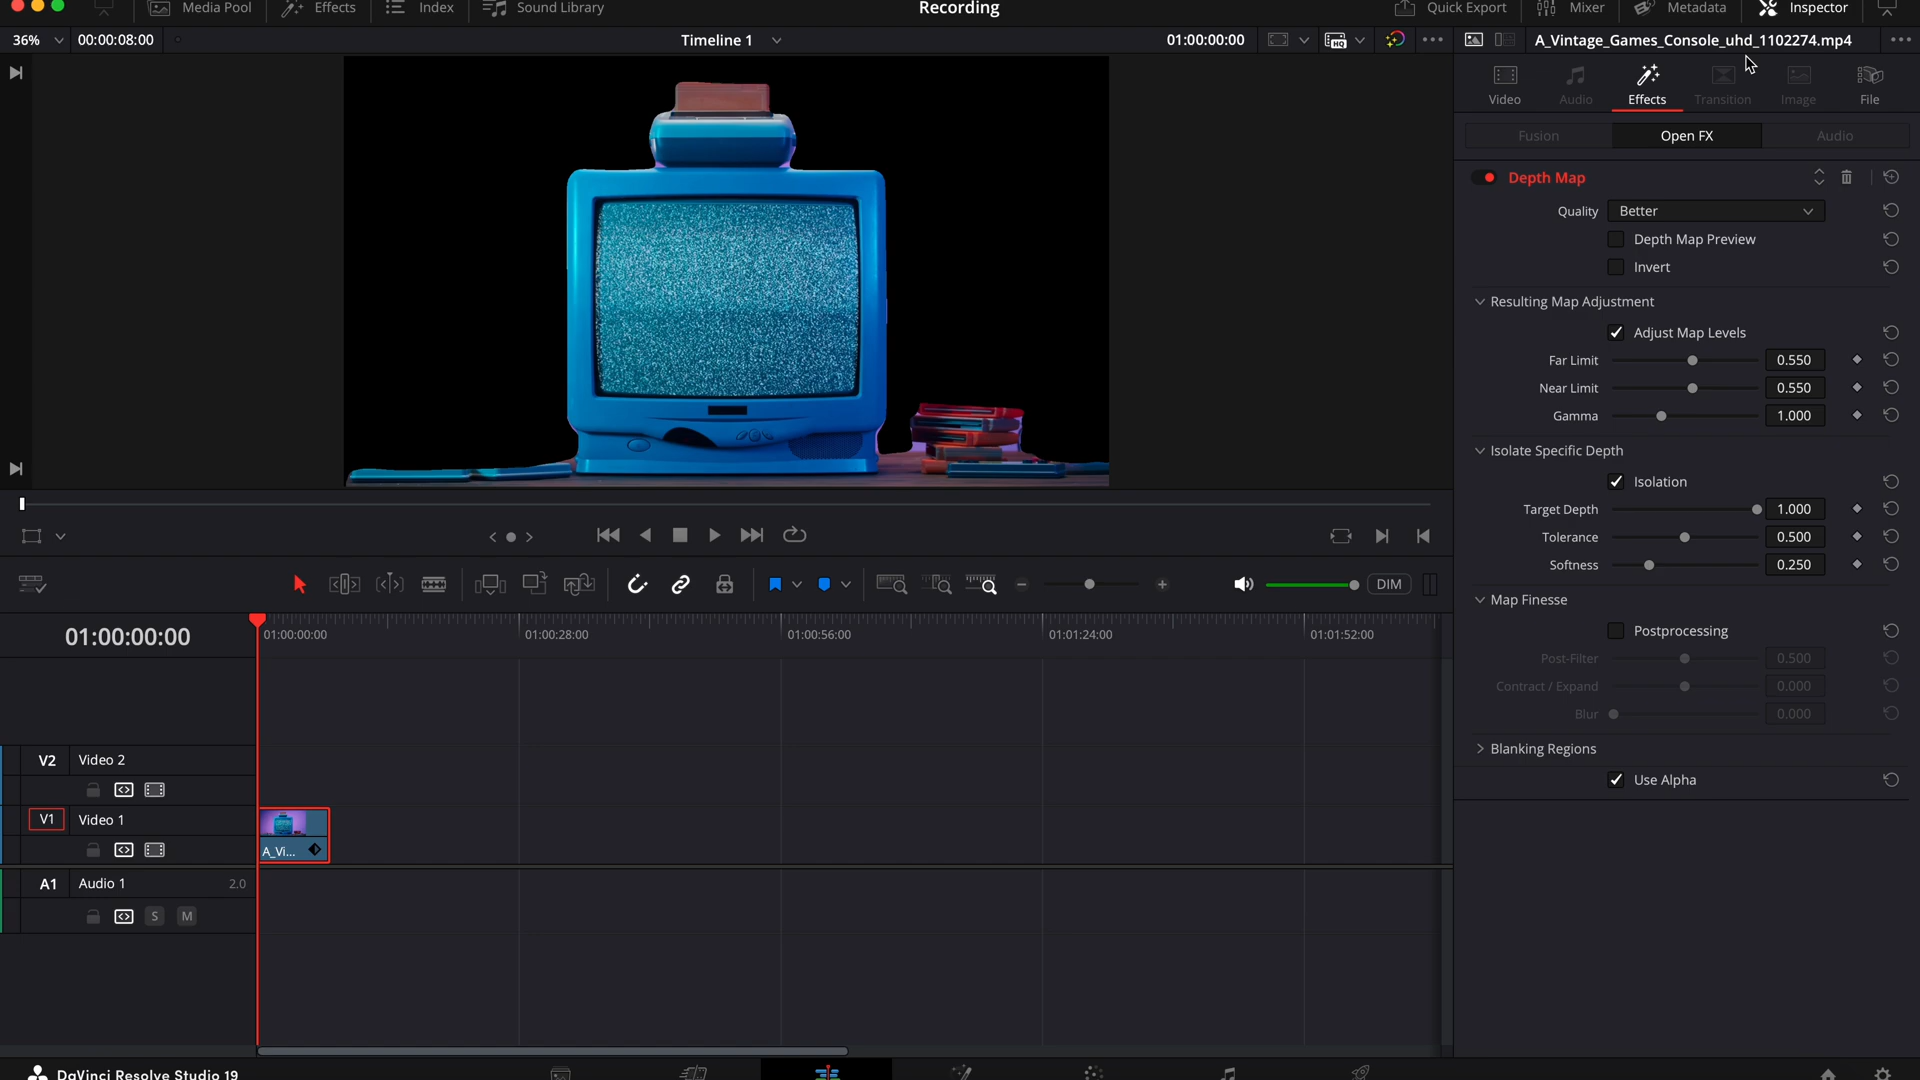 Media Pool
Effects
Index
Sound Library
Recording
Quick Export
Mixer
Metadata
Inspector
36%
00:00:08:00
Timeline 1
01:00:00:00
HQ
A_Vintage_Games_Console_uhd_1102274.mp4
Video
Audio
Effects
Transition
Image
File
Fusion
Open FX
Audio
Depth Map
Quality
Better
Depth Map Preview
Invert
Resulting Map Adjustment
Adjust Map Levels
Far Limit
0.550
Near Limit
0.550
Gamma
1.000
Isolate Specific Depth
Isolation
Target Depth
1.000
Tolerance
0.500
Softness
0.250
Map Finesse
Postprocessing
Post-Filter
0.500
Contract / Expand
0.000
Blur
0.000
Blanking Regions
Use Alpha
DIM
01:00:00:00
01:00:00:00
01:00:28:00
01:00:56:00
01:01:24:00
01:01:52:00
V2
Video 2
V1
Video 1
A_Vi...
A1
Audio 1
2.0
S
M
DaVinci Resolve Studio 19